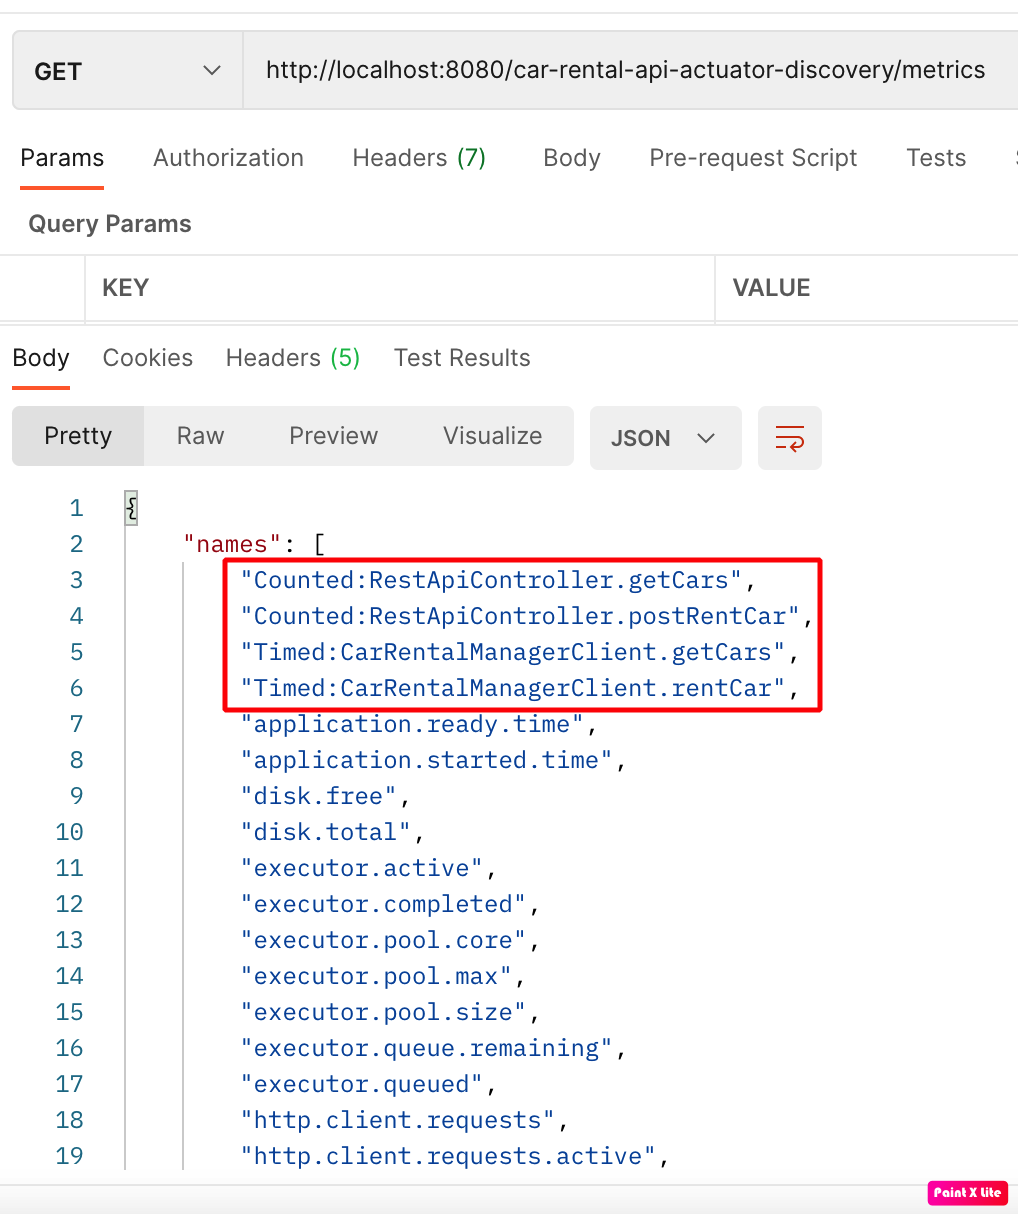 GET http://localhost:8080/car-rental-api-actuator-discovery/metrics
Params Authorization Headers (7) Body Pre-request Script Tests
Query Params
KEY VALUE
Body Cookies Headers (5) Test Results
Pretty Raw Preview Visualize JSON
1 {
2 "names": [
3 "Counted:RestApiController.getCars",
4 "Counted:RestApiController.postRentCar",
5 "Timed:CarRentalManagerClient.getCars",
6 "Timed:CarRentalManagerClient.rentCar",
7 "application.ready.time",
8 "application.started.time",
9 "disk.free",
10 "disk.total",
11 "executor.active",
12 "executor.completed",
13 "executor.pool.core",
14 "executor.pool.max",
15 "executor.pool.size",
16 "executor.queue.remaining",
17 "executor.queued",
18 "http.client.requests",
19 "http.client.requests.active",
Paint X Lite